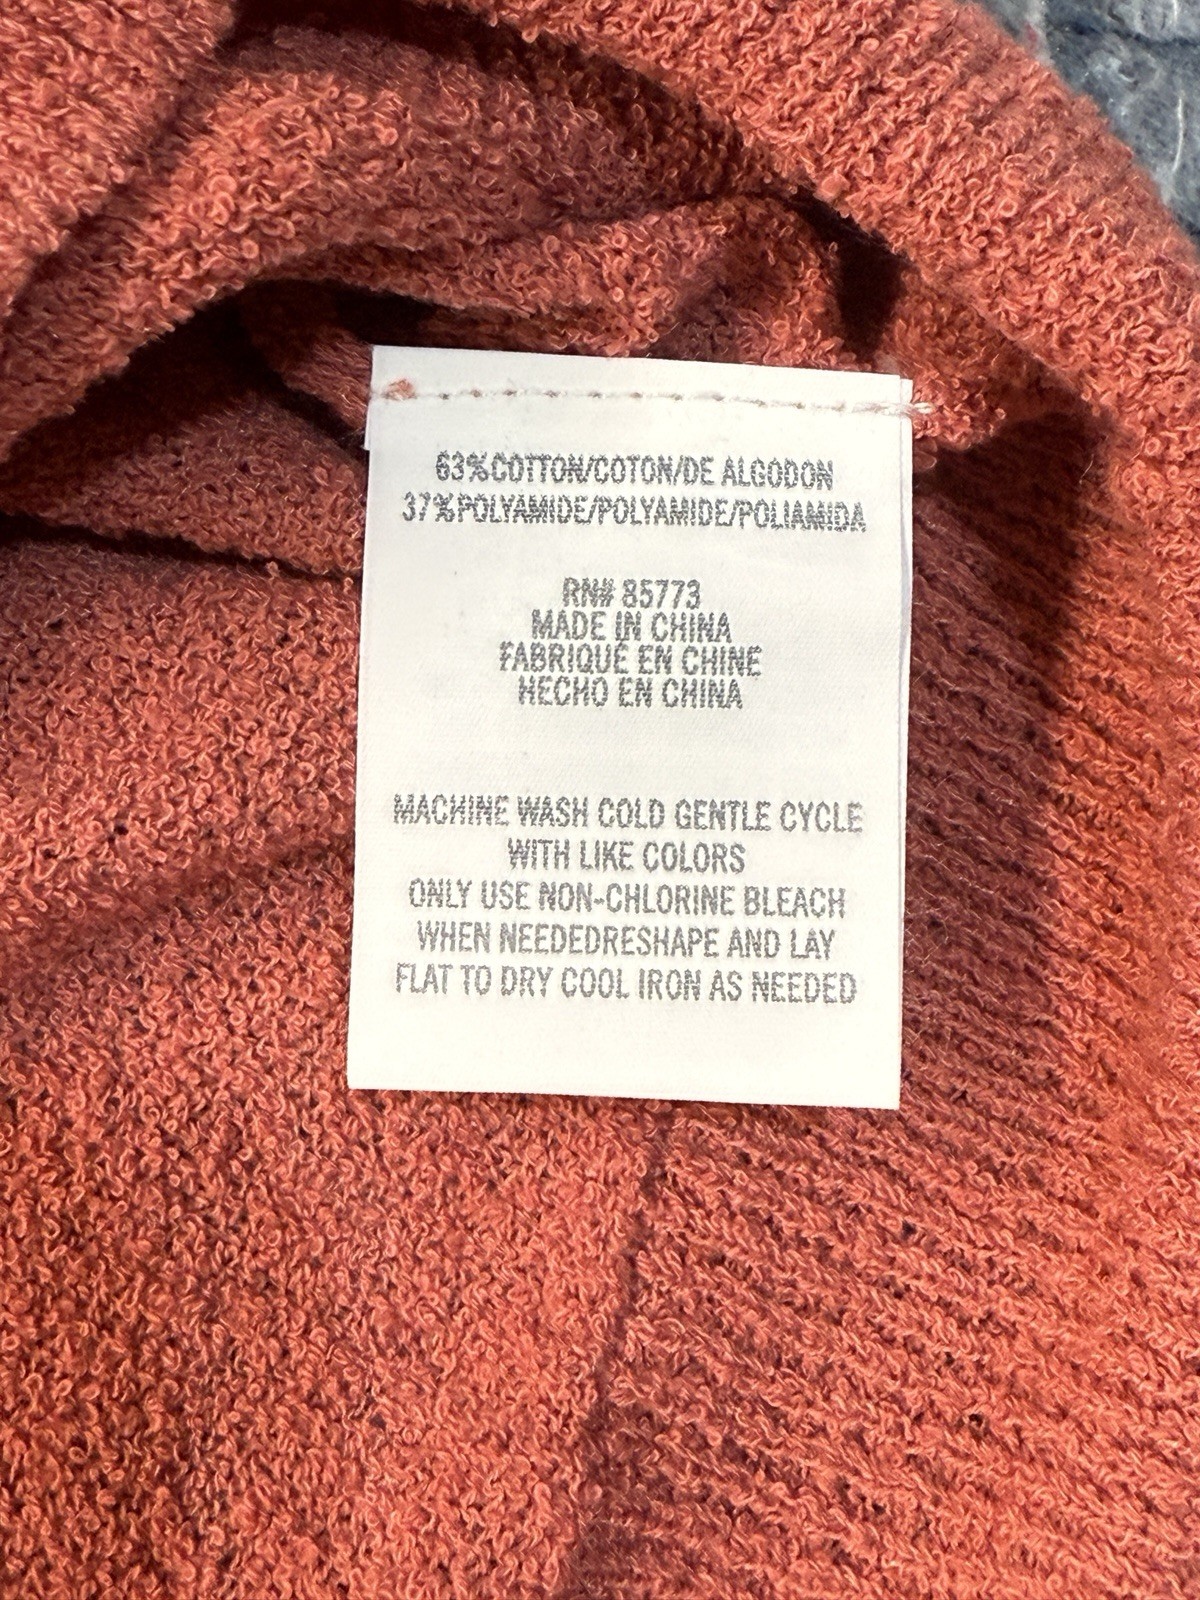 63%COTTON/COTON/DE ALGODON
37%POLYAMIDE/POLYAMIDE/POLIAMIDA
RN# 85773
MADE IN CHINA
FABRIQUÉ EN CHINE
HECHO EN CHINA
MACHINE WASH COLD GENTLE CYCLE
WITH LIKE COLORS
ONLY USE NON-CHLORINE BLEACH
WHEN NEEDEDRESHAPE AND LAY
FLAT TO DRY COOL IRON AS NEEDED